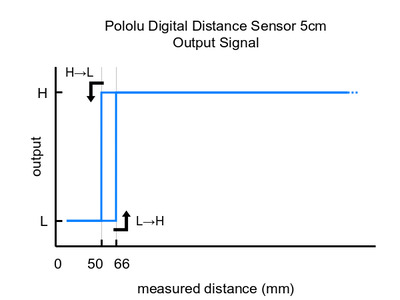 Pololu Digital Distance Sensor 5cm
Output Signal
H→L
H
output
L
L→H
0 50 66
measured distance (mm)